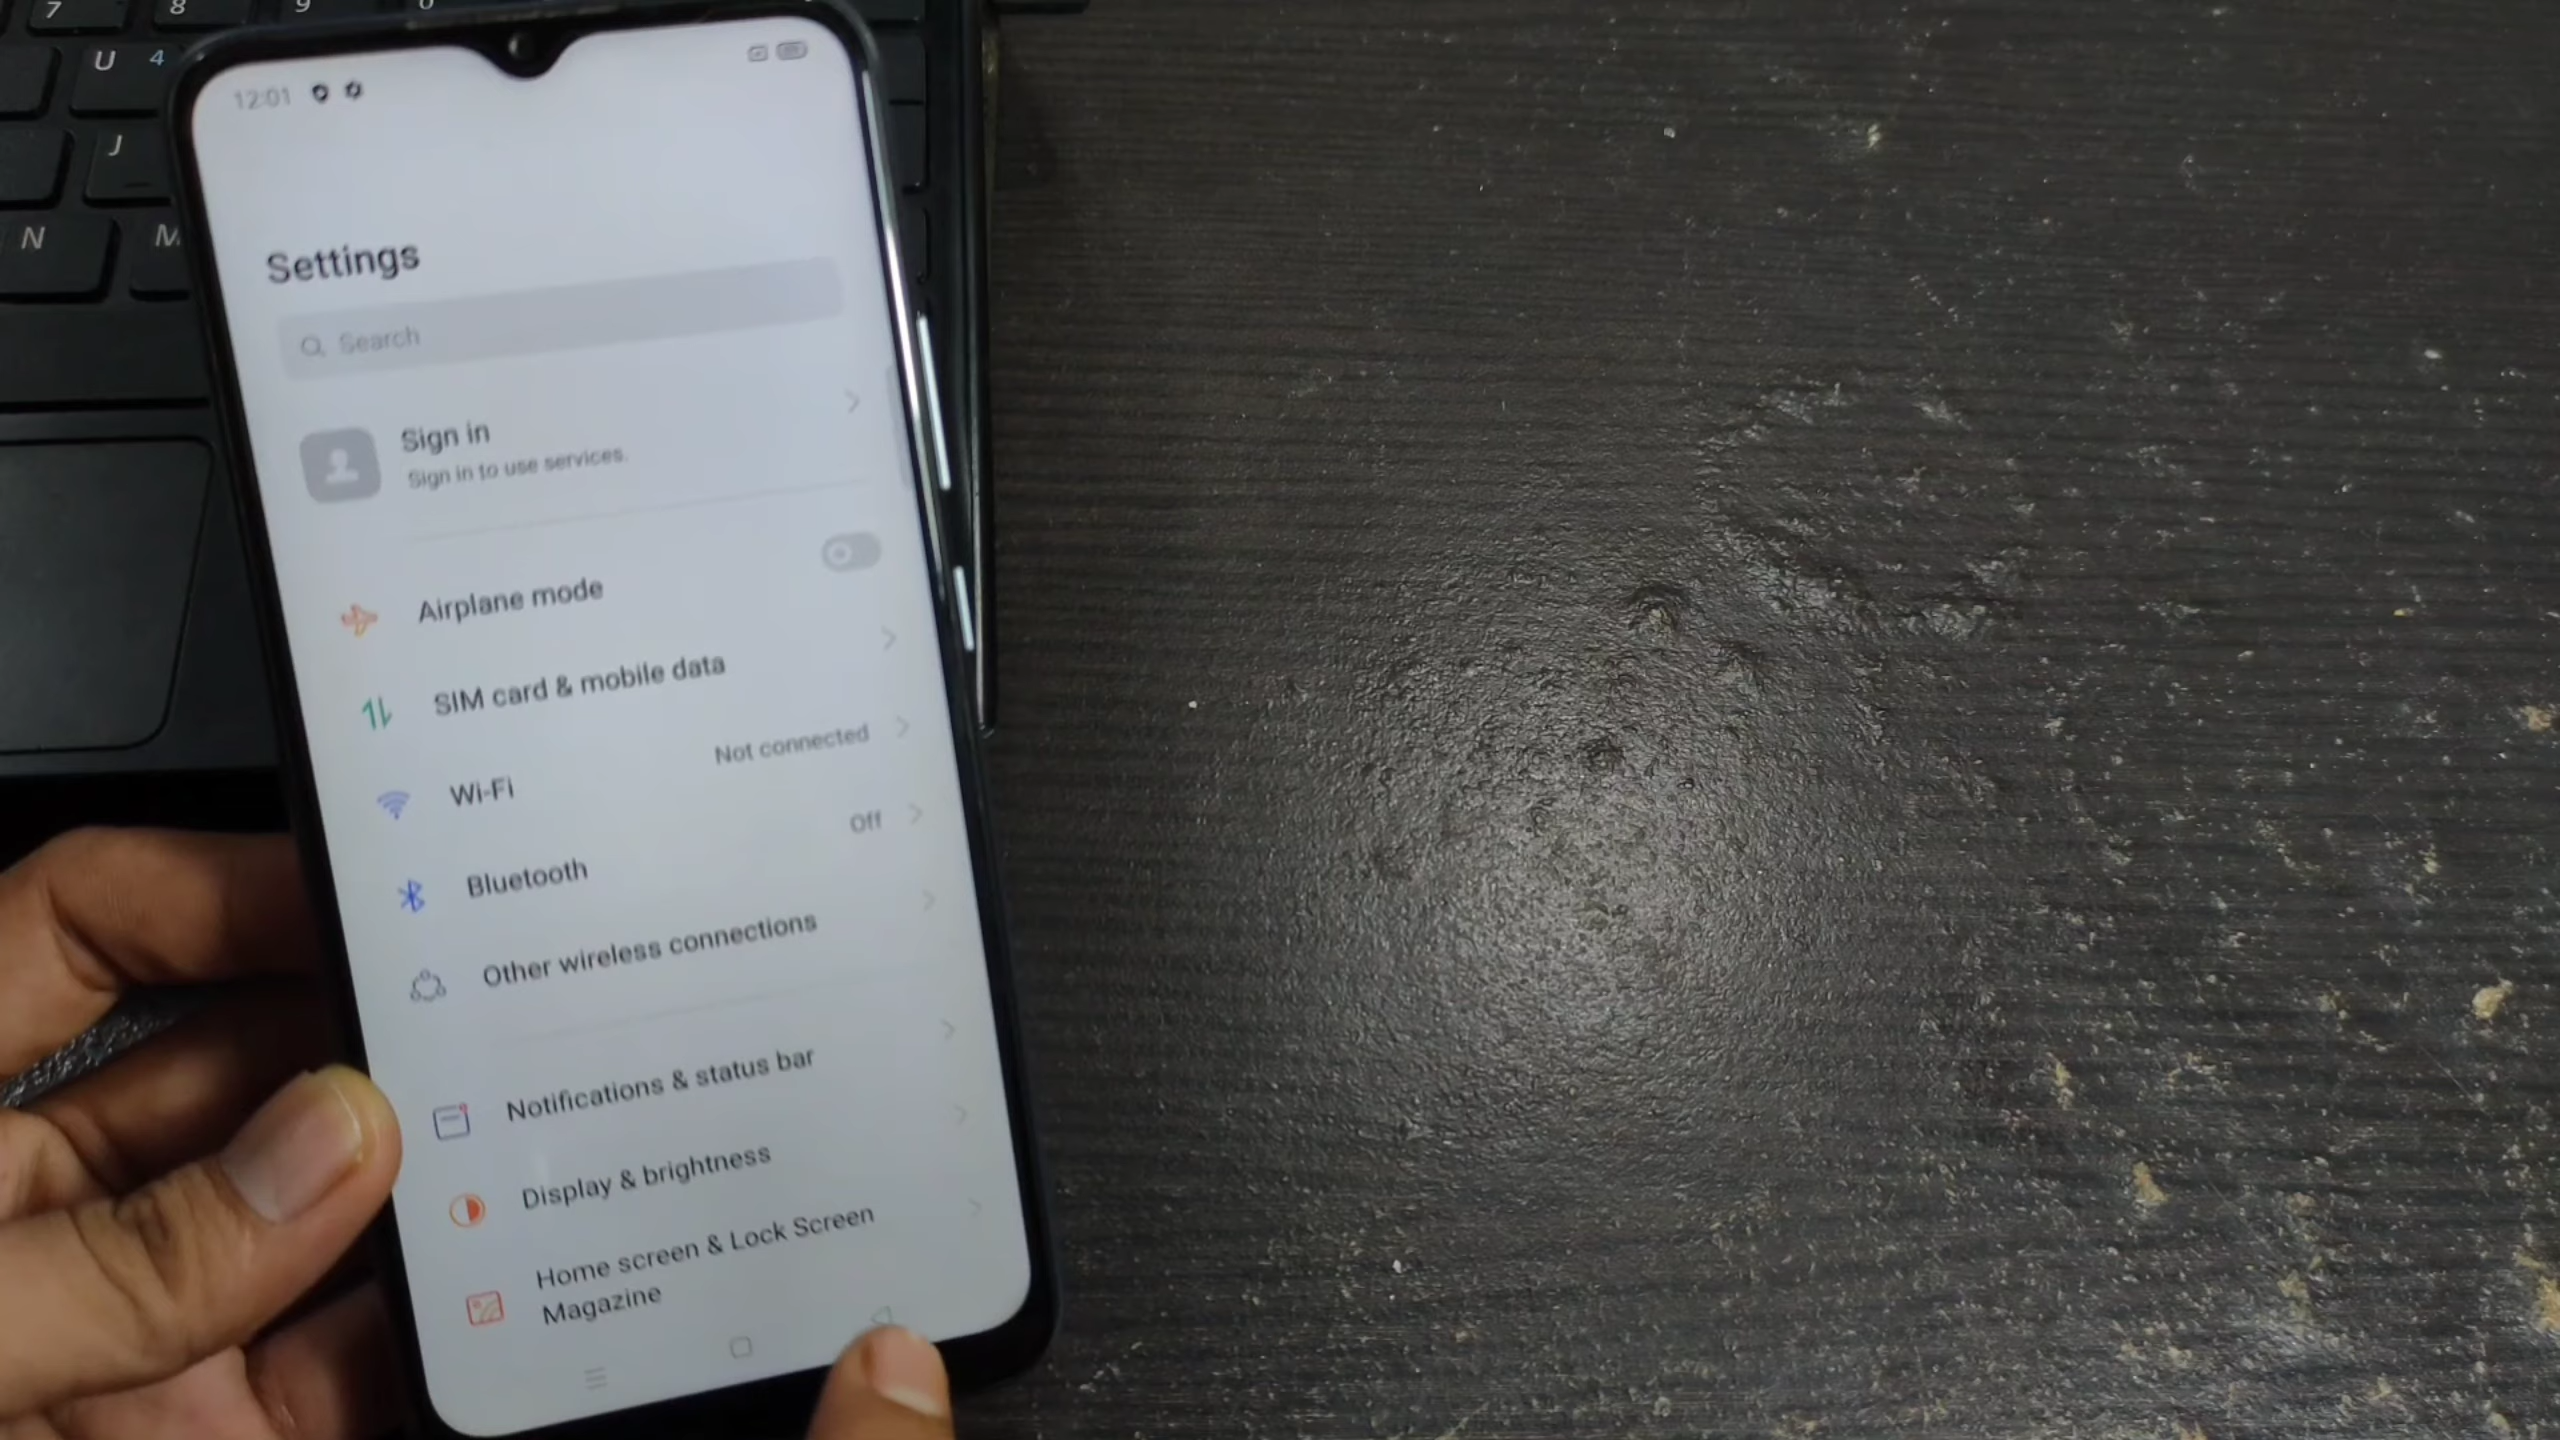 7 8 9
U 4
J
N M
12:01
Settings
Search
Sign in
Sign in to use services.
Airplane mode
SIM card & mobile data
Wi-Fi Not connected
Bluetooth Off
Other wireless connections
Notifications & status bar
Display & brightness
Home screen & Lock Screen
Magazine